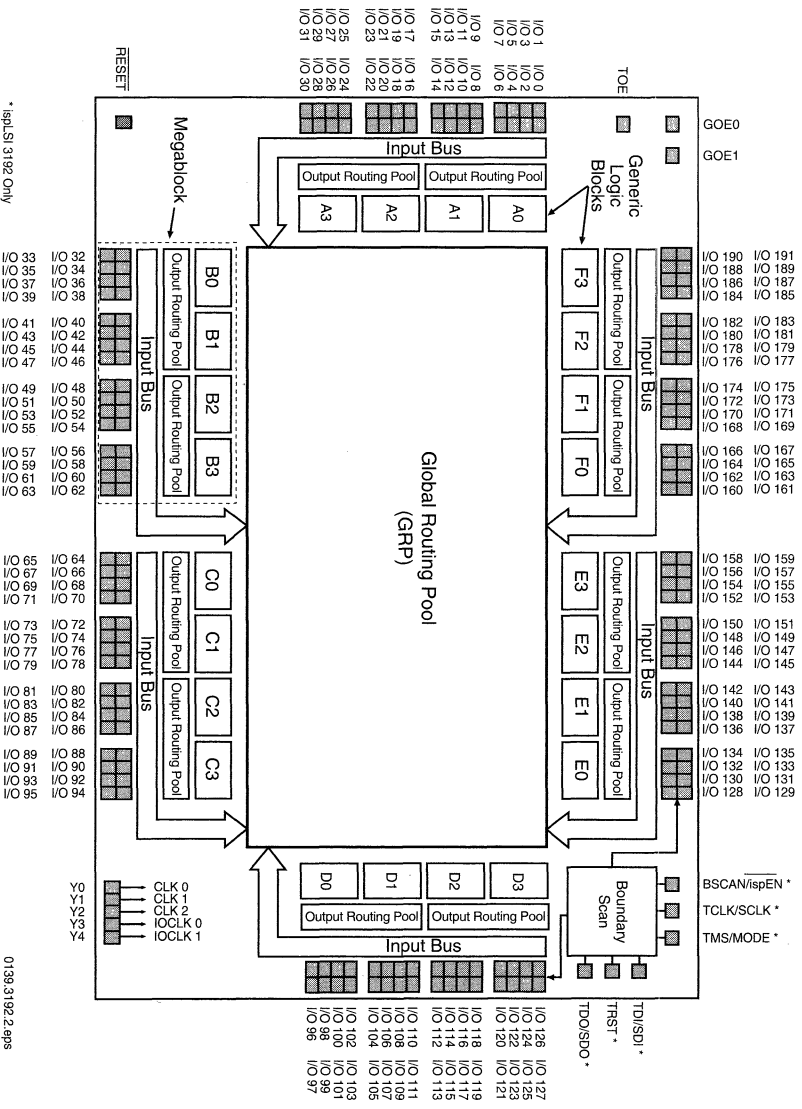 I/O 1 I/O 0
I/O 3 I/O 2
I/O 5 I/O 4
I/O 7 I/O 6
I/O 9 I/O 8
I/O 11 I/O 10
I/O 13 I/O 12
I/O 15 I/O 14
I/O 17 I/O 16
I/O 19 I/O 18
I/O 21 I/O 20
I/O 23 I/O 22
I/O 25 I/O 24
I/O 27 I/O 26
I/O 29 I/O 28
I/O 31 I/O 30
RESET
TOE
GOE0
GOE1
Input Bus
Output Routing Pool
Output Routing Pool
A3
A2
A1
A0
Generic
Logic
Blocks
Megablock
I/O 33 I/O 32
I/O 35 I/O 34
I/O 37 I/O 36
I/O 39 I/O 38
I/O 41 I/O 40
I/O 43 I/O 42
I/O 45 I/O 44
I/O 47 I/O 46
I/O 49 I/O 48
I/O 51 I/O 50
I/O 53 I/O 52
I/O 55 I/O 54
I/O 57 I/O 56
I/O 59 I/O 58
I/O 61 I/O 60
I/O 63 I/O 62
Input Bus
Output Routing Pool
Output Routing Pool
B0
B1
B2
B3
Global Routing Pool
(GRP)
F3
F2
F1
F0
Output Routing Pool
Output Routing Pool
Input Bus
I/O 190 I/O 191
I/O 188 I/O 189
I/O 186 I/O 187
I/O 184 I/O 185
I/O 182 I/O 183
I/O 180 I/O 181
I/O 178 I/O 179
I/O 176 I/O 177
I/O 174 I/O 175
I/O 172 I/O 173
I/O 170 I/O 171
I/O 168 I/O 169
I/O 166 I/O 167
I/O 164 I/O 165
I/O 162 I/O 163
I/O 160 I/O 161
I/O 65 I/O 64
I/O 67 I/O 66
I/O 69 I/O 68
I/O 71 I/O 70
I/O 73 I/O 72
I/O 75 I/O 74
I/O 77 I/O 76
I/O 79 I/O 78
I/O 81 I/O 80
I/O 83 I/O 82
I/O 85 I/O 84
I/O 87 I/O 86
I/O 89 I/O 88
I/O 91 I/O 90
I/O 93 I/O 92
I/O 95 I/O 94
Input Bus
Output Routing Pool
Output Routing Pool
C0
C1
C2
C3
E3
E2
E1
E0
Output Routing Pool
Output Routing Pool
Input Bus
I/O 158 I/O 159
I/O 156 I/O 157
I/O 154 I/O 155
I/O 152 I/O 153
I/O 150 I/O 151
I/O 148 I/O 149
I/O 146 I/O 147
I/O 144 I/O 145
I/O 142 I/O 143
I/O 140 I/O 141
I/O 138 I/O 139
I/O 136 I/O 137
I/O 134 I/O 135
I/O 132 I/O 133
I/O 130 I/O 131
I/O 128 I/O 129
Y0 CLK 0
Y1 CLK 1
Y2 CLK 2
Y3 IOCLK 0
Y4 IOCLK 1
D0
D1
D2
D3
Output Routing Pool
Output Routing Pool
Input Bus
Boundary
Scan
BSCAN/ispEN *
TCLK/SCLK *
TMS/MODE *
TDI/SDI *
TRST *
TDO/SDO *
I/O 126 I/O 127
I/O 124 I/O 125
I/O 122 I/O 123
I/O 120 I/O 121
I/O 118 I/O 119
I/O 116 I/O 117
I/O 114 I/O 115
I/O 112 I/O 113
I/O 110 I/O 111
I/O 108 I/O 109
I/O 106 I/O 107
I/O 104 I/O 105
I/O 102 I/O 103
I/O 100 I/O 101
I/O 98 I/O 99
I/O 96 I/O 97
* ispLSI 3192 Only
0139.3192.2.eps